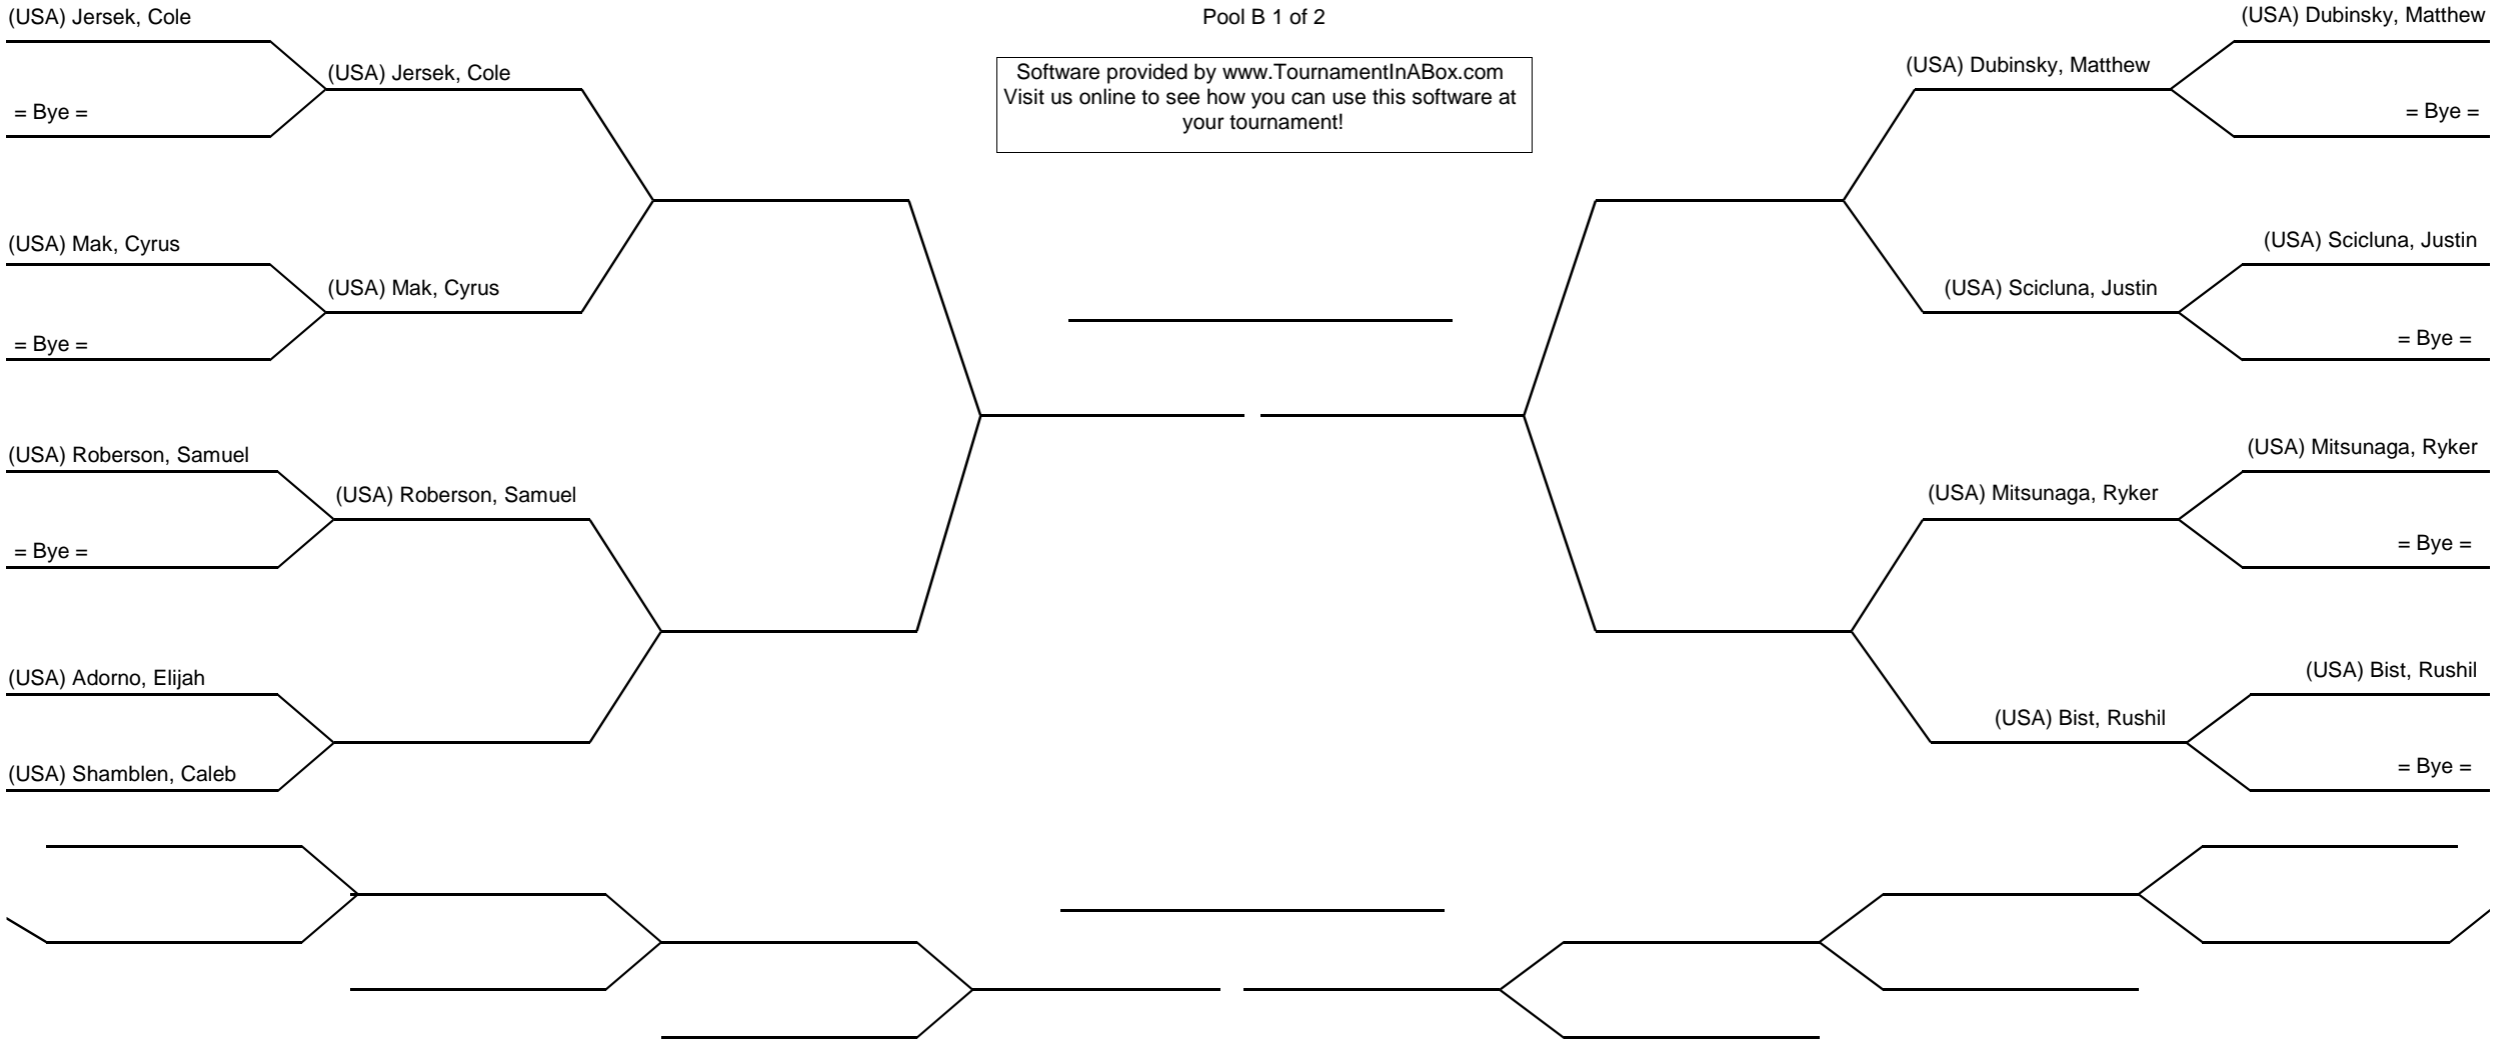 (USA) Jersek, Cole
Pool B 1 of 2
(USA) Dubinsky, Matthew
(USA) Jersek, Cole
Software provided by www.TournamentInABox.com
Visit us online to see how you can use this software at
your tournament!
(USA) Dubinsky, Matthew
= Bye =
= Bye =
(USA) Mak, Cyrus
(USA) Scicluna, Justin
(USA) Mak, Cyrus
(USA) Scicluna, Justin
= Bye =
= Bye =
(USA) Roberson, Samuel
(USA) Mitsunaga, Ryker
(USA) Roberson, Samuel
(USA) Mitsunaga, Ryker
= Bye =
= Bye =
(USA) Adorno, Elijah
(USA) Bist, Rushil
(USA) Bist, Rushil
(USA) Shamblen, Caleb
= Bye =